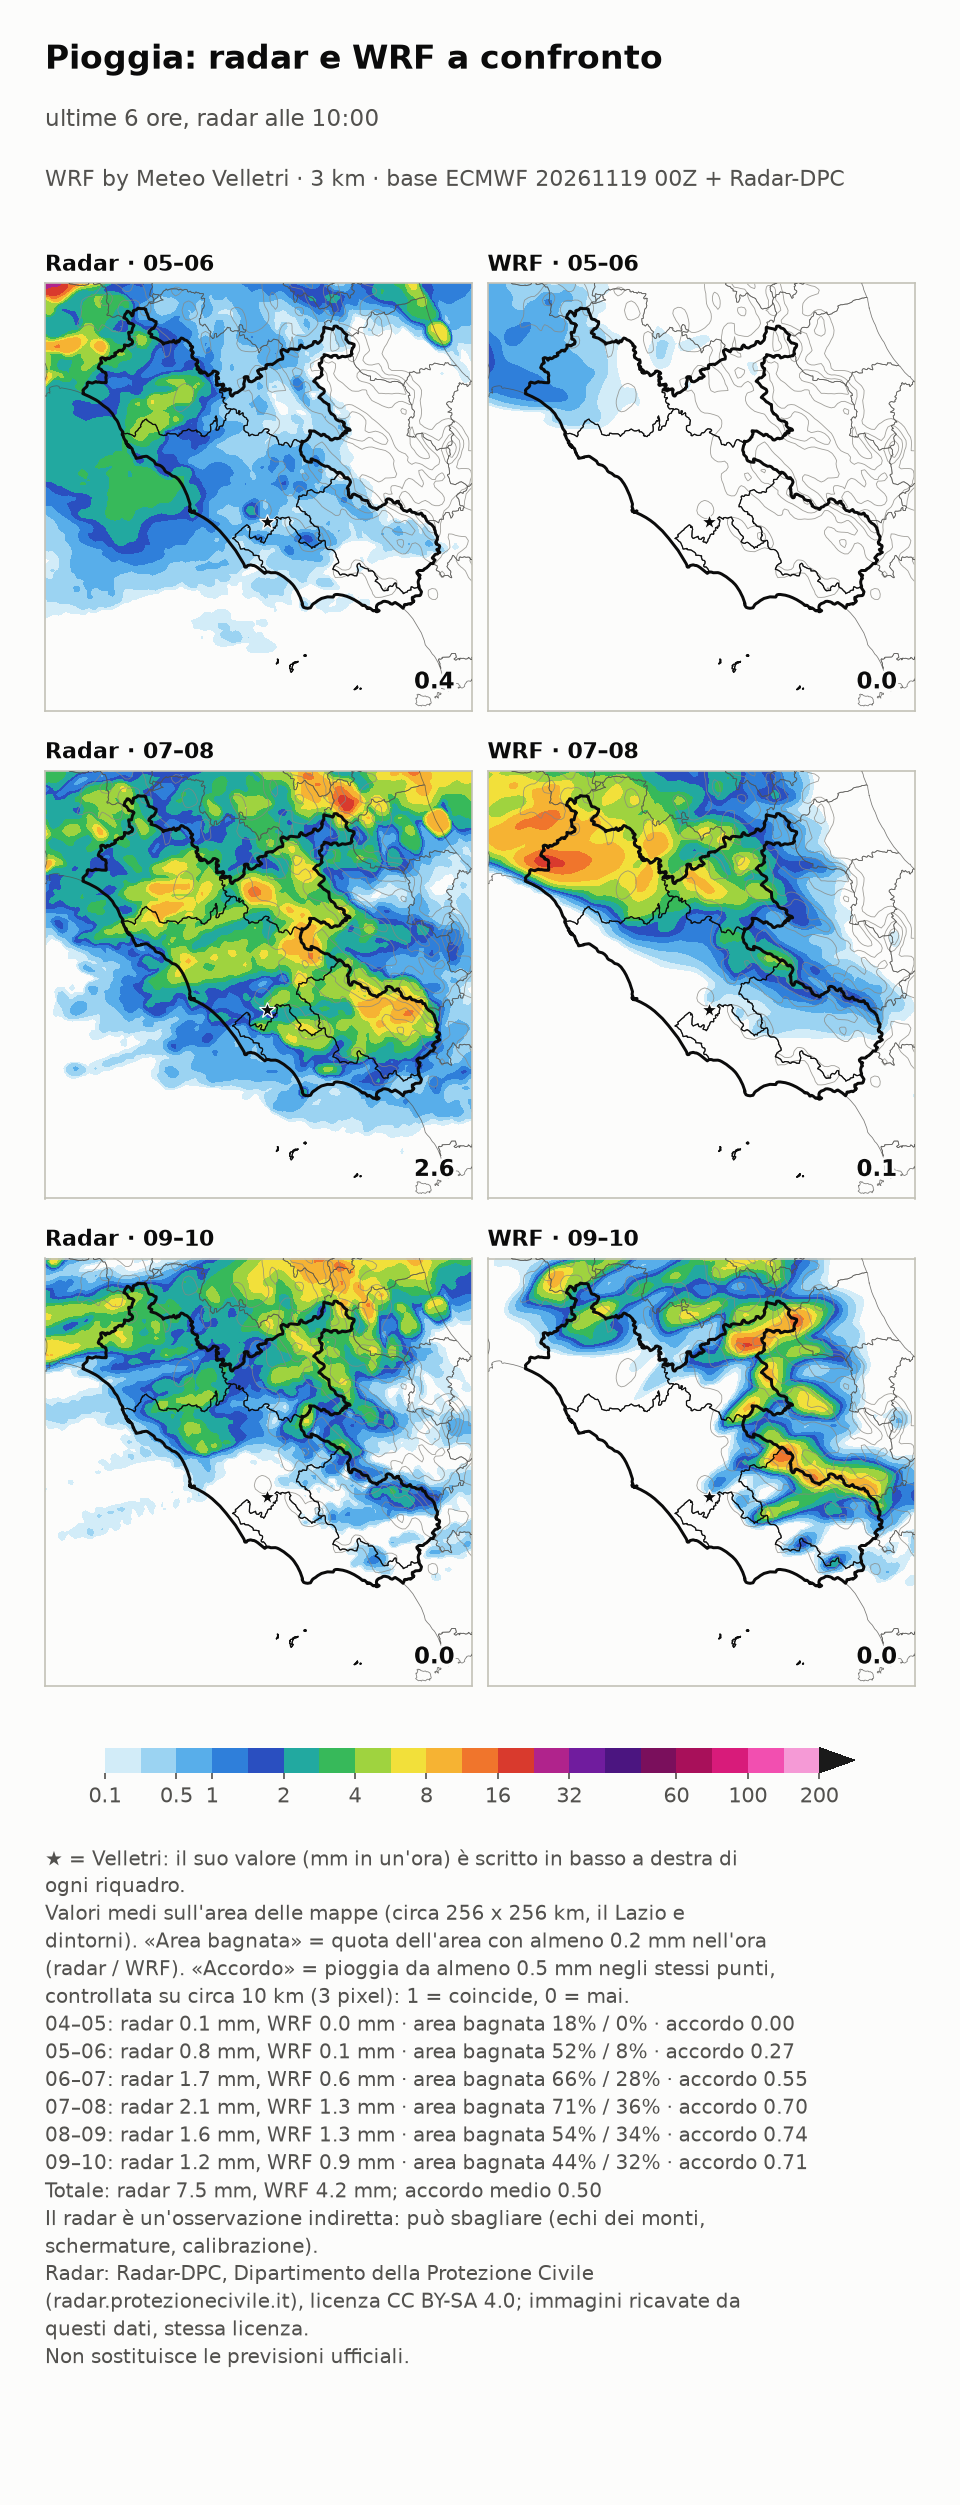 Pioggia: radar e WRF a confronto
ultime 6 ore, radar alle 10:00
WRF by Meteo Velletri · 3 km · base ECMWF 20261119 00Z + Radar-DPC
Radar · 05–06
WRF · 05–06
0.4
0.0
Radar · 07–08
WRF · 07–08
2.6
0.1
Radar · 09–10
WRF · 09–10
0.0
0.0
0.1 0.5 1 2 4 8 16 32 60 100 200
★ = Velletri: il suo valore (mm in un'ora) è scritto in basso a destra di
ogni riquadro.
Valori medi sull'area delle mappe (circa 256 x 256 km, il Lazio e
dintorni). «Area bagnata» = quota dell'area con almeno 0.2 mm nell'ora
(radar / WRF). «Accordo» = pioggia da almeno 0.5 mm negli stessi punti,
controllata su circa 10 km (3 pixel): 1 = coincide, 0 = mai.
04–05: radar 0.1 mm, WRF 0.0 mm · area bagnata 18% / 0% · accordo 0.00
05–06: radar 0.8 mm, WRF 0.1 mm · area bagnata 52% / 8% · accordo 0.27
06–07: radar 1.7 mm, WRF 0.6 mm · area bagnata 66% / 28% · accordo 0.55
07–08: radar 2.1 mm, WRF 1.3 mm · area bagnata 71% / 36% · accordo 0.70
08–09: radar 1.6 mm, WRF 1.3 mm · area bagnata 54% / 34% · accordo 0.74
09–10: radar 1.2 mm, WRF 0.9 mm · area bagnata 44% / 32% · accordo 0.71
Totale: radar 7.5 mm, WRF 4.2 mm; accordo medio 0.50
Il radar è un'osservazione indiretta: può sbagliare (echi dei monti,
schermature, calibrazione).
Radar: Radar-DPC, Dipartimento della Protezione Civile
(radar.protezionecivile.it), licenza CC BY-SA 4.0; immagini ricavate da
questi dati, stessa licenza.
Non sostituisce le previsioni ufficiali.